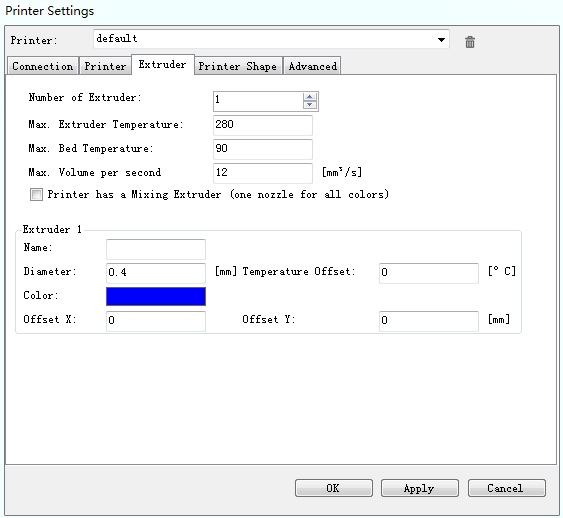 Printer Settings
Printer: default
Connection Printer Extruder Printer Shape Advanced
Number of Extruder: 1
Max. Extruder Temperature: 280
Max. Bed Temperature: 90
Max. Volume per second 12 [mm³/s]
Printer has a Mixing Extruder (one nozzle for all colors)
Extruder 1
Name:
Diameter: 0.4 [mm] Temperature Offset: 0 [° C]
Color:
Offset X: 0 Offset Y: 0 [mm]
OK Apply Cancel